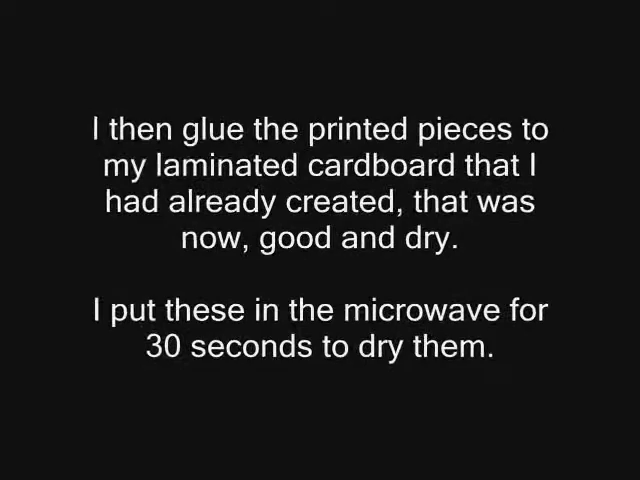 I then glue the printed pieces to
my laminated cardboard that I
had already created, that was
now, good and dry.
I put these in the microwave for
30 seconds to dry them.